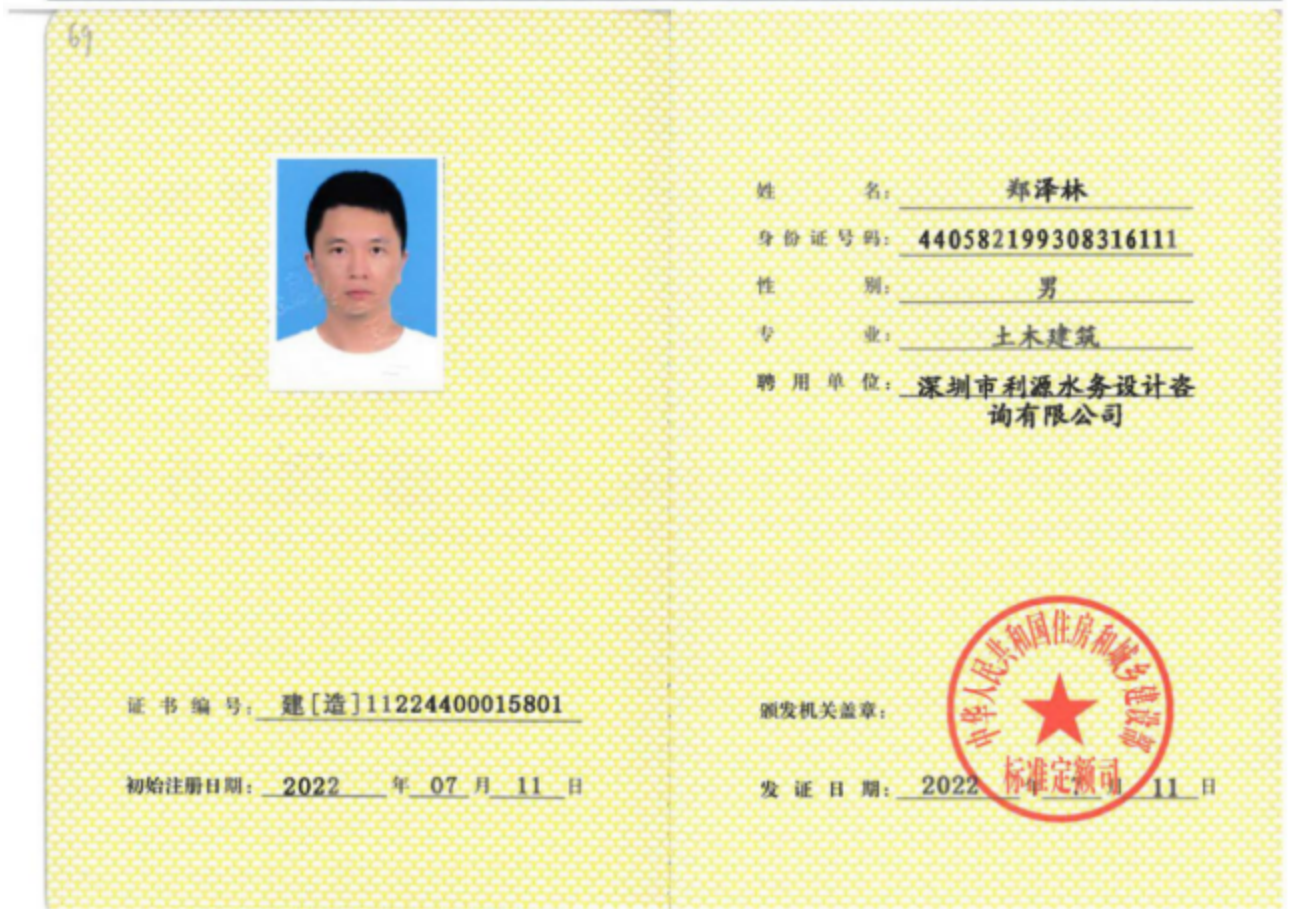 69
姓名：郑泽林
身份证号码：440582199308316111
性别：男
专业：土木建筑
聘用单位：深圳市利源水务设计咨
询有限公司
证书编号：建[造]11224400015801
初始注册日期：2022 年 07 月 11 日
颁发机关盖章：
中华人民共和国住房和城乡建设部
标准定额司
发证日期：2022 年 7 月 11 日